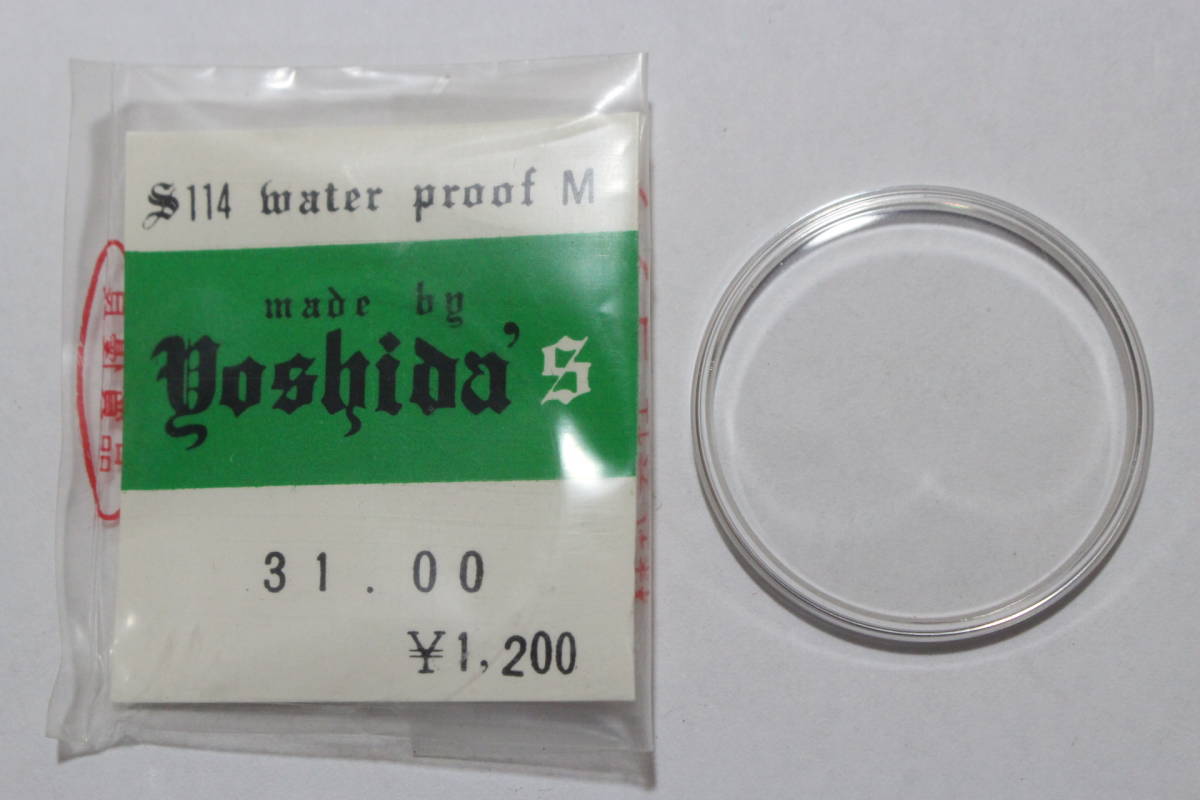 S114 water proof M
made by
Yoshida's
31.00
¥1,200